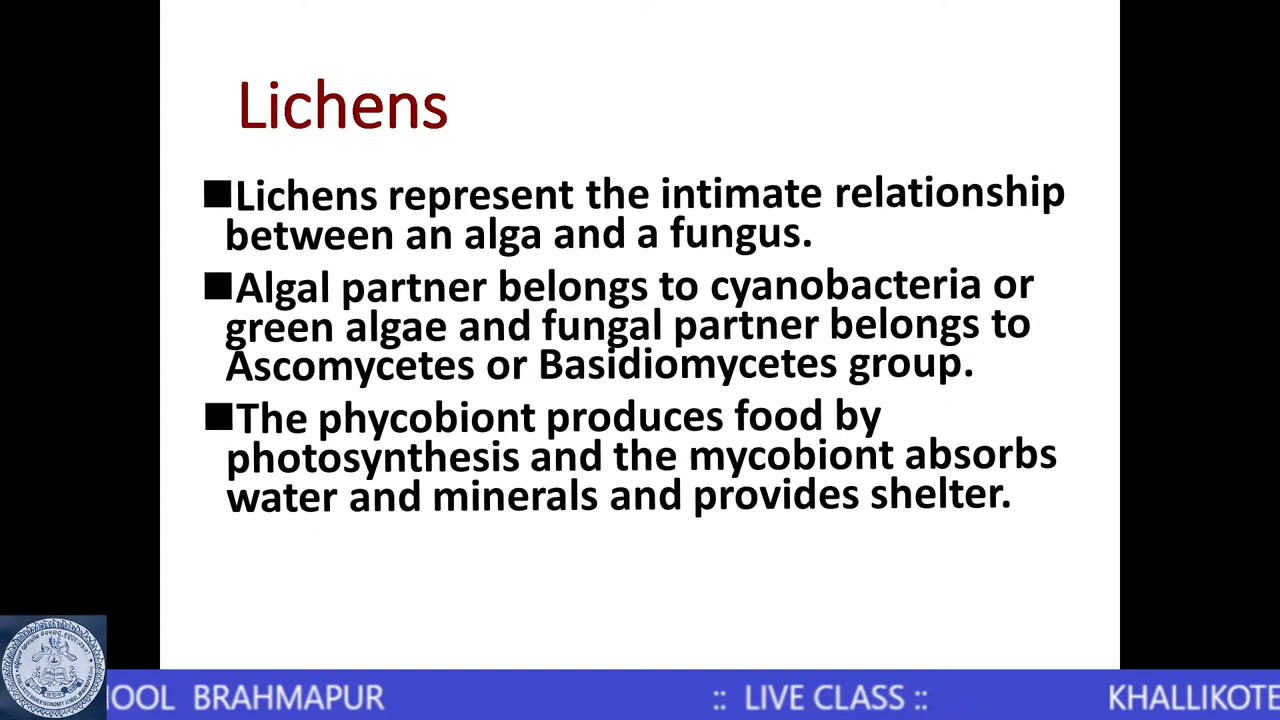 Lichens
■Lichens represent the intimate relationship
between an alga and a fungus.
■Algal partner belongs to cyanobacteria or
green algae and fungal partner belongs to
Ascomycetes or Basidiomycetes group.
■The phycobiont produces food by
photosynthesis and the mycobiont absorbs
water and minerals and provides shelter.
HOOL BRAHMAPUR :: LIVE CLASS :: KHALLIKOTE